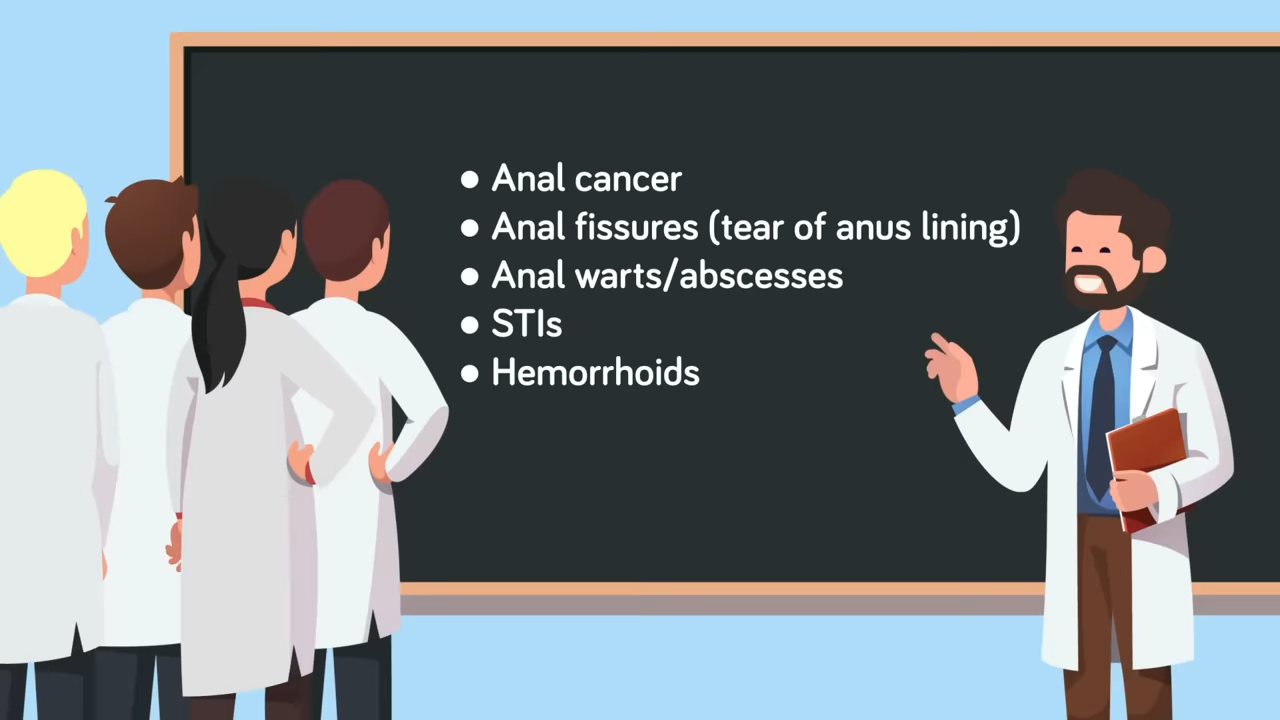 ● Anal cancer
● Anal fissures (tear of anus lining)
● Anal warts/abscesses
● STIs
● Hemorrhoids